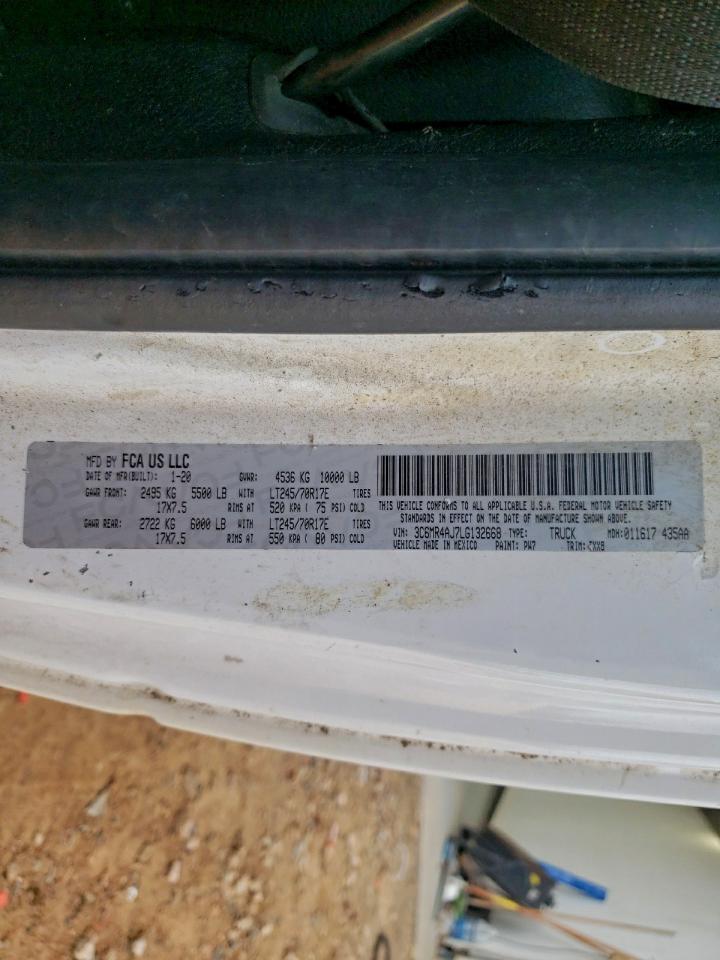 MFD BY FCA US LLC
DATE OF MFR(BUILT): 1-20 GVWR: 4536 KG 10000 LB
GAWR FRONT: 2495 KG 5500 LB WITH LT245/70R17E TIRES
17X7.5 RIMS AT 520 KPA ( 75 PSI) COLD
GAWR REAR: 2722 KG 6000 LB WITH LT245/70R17E TIRES
17X7.5 RIMS AT 550 KPA ( 80 PSI) COLD
THIS VEHICLE CONFORMS TO ALL APPLICABLE U.S.A. FEDERAL MOTOR VEHICLE SAFETY
STANDARDS IN EFFECT ON THE DATE OF MANUFACTURE SHOWN ABOVE.
VIN: 3C6MR4AJ7LG132668 TYPE: TRUCK MDH: 011617 435AA
VEHICLE MADE IN MEXICO PAINT: PW7 TRIM: